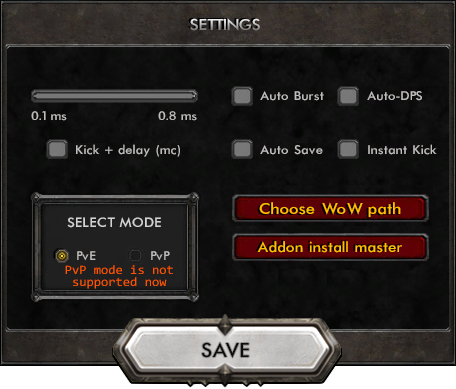 SETTINGS
Auto Burst
Auto-DPS
0.1 ms
0.8 ms
Kick + delay (mc)
Auto Save
Instant Kick
SELECT MODE
PvE
PvP
PvP mode is not
supported now
Choose WoW path
Addon install master
SAVE